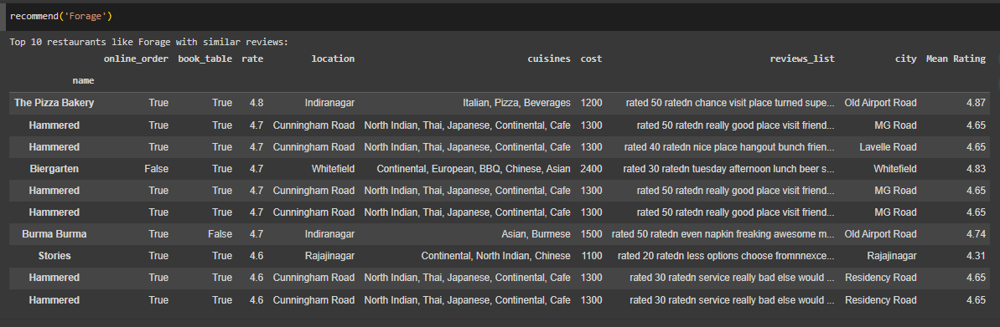 recommend('Forage')
Top 10 restaurants like Forage with similar reviews:
online_order book_table rate location cuisines cost reviews_list city Mean Rating
name
The Pizza Bakery True True 4.8 Indiranagar Italian, Pizza, Beverages 1200 rated 50 ratedn chance visit place turned supe... Old Airport Road 4.87
Hammered True True 4.7 Cunningham Road North Indian, Thai, Japanese, Continental, Cafe 1300 rated 50 ratedn really good place visit friend... MG Road 4.65
Hammered True True 4.7 Cunningham Road North Indian, Thai, Japanese, Continental, Cafe 1300 rated 40 ratedn nice place hangout bunch frien... Lavelle Road 4.65
Biergarten False True 4.7 Whitefield Continental, European, BBQ, Chinese, Asian 2400 rated 30 ratedn tuesday afternoon lunch beer s... Whitefield 4.83
Hammered True True 4.7 Cunningham Road North Indian, Thai, Japanese, Continental, Cafe 1300 rated 50 ratedn really good place visit friend... MG Road 4.65
Hammered True True 4.7 Cunningham Road North Indian, Thai, Japanese, Continental, Cafe 1300 rated 50 ratedn really good place visit friend... MG Road 4.65
Burma Burma True False 4.7 Indiranagar Asian, Burmese 1500 rated 50 ratedn even napkin freaking awesome m... Old Airport Road 4.74
Stories True True 4.6 Rajajinagar Continental, North Indian, Chinese 1100 rated 20 ratedn less options choose fromnnexce... Rajajinagar 4.31
Hammered True True 4.6 Cunningham Road North Indian, Thai, Japanese, Continental, Cafe 1300 rated 30 ratedn service really bad else would ... Residency Road 4.65
Hammered True True 4.6 Cunningham Road North Indian, Thai, Japanese, Continental, Cafe 1300 rated 30 ratedn service really bad else would ... Residency Road 4.65